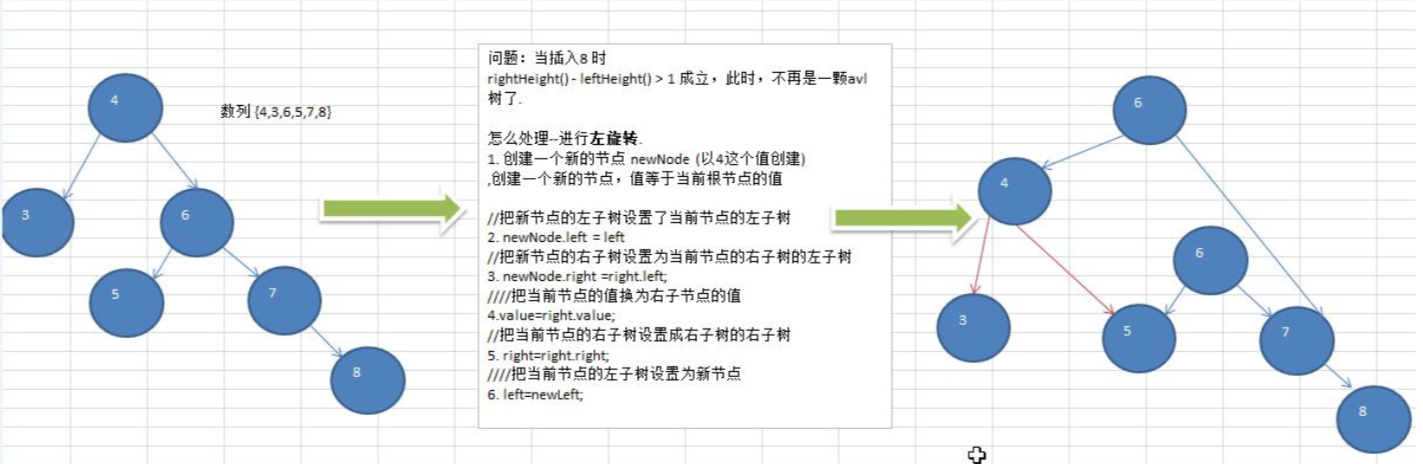 4
数列 {4,3,6,5,7,8}
3
6
5
7
8
问题：当插入8 时
rightHeight() - leftHeight() > 1 成立，此时，不再是一颗avl
树了.
怎么处理--进行左旋转.
1. 创建一个新的节点 newNode (以4这个值创建)
,创建一个新的节点，值等于当前根节点的值
//把新节点的左子树设置了当前节点的左子树
2. newNode.left = left
//把新节点的右子树设置为当前节点的右子树的左子树
3. newNode.right =right.left;
////把当前节点的值换为右子节点的值
4.value=right.value;
//把当前节点的右子树设置成右子树的右子树
5. right=right.right;
////把当前节点的左子树设置为新节点
6. left=newLeft;
6
4
6
3
5
7
8